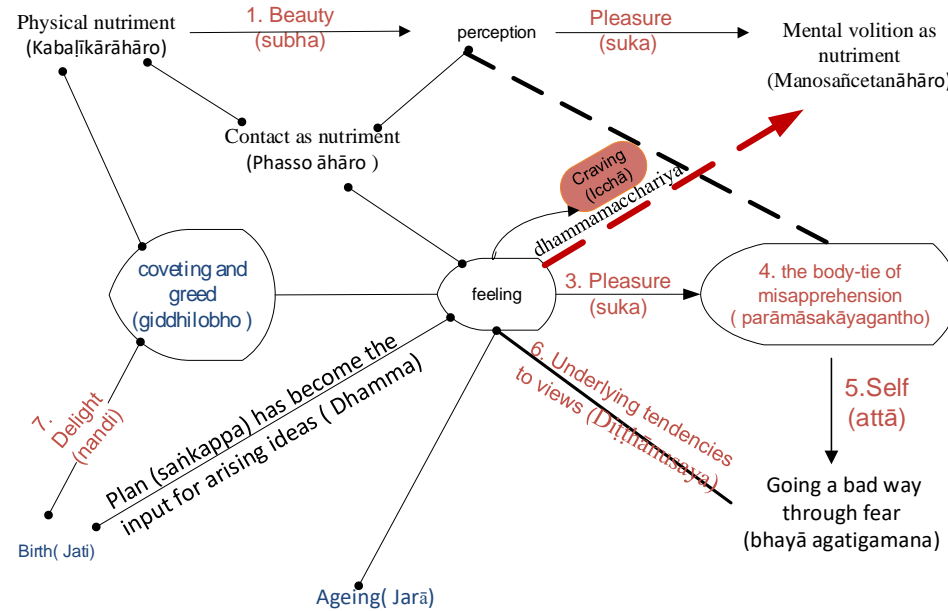 Physical nutriment
(Kabaḷīkārāhāro)
1. Beauty
(subha)
perception
Pleasure
(suka)
Mental volition as
nutriment
(Manosañcetanāhāro)
Contact as nutriment
(Phasso āhāro )
Craving
(Icchā)
dhammamacchariya
coveting and
greed
(giddhilobho )
feeling
3. Pleasure
(suka)
4. the body-tie of
misapprehension
( parāmāsakāyagantho)
5.Self
(attā)
6. Underlying tendencies
to views (Diṭṭhānusaya)
7.
Delight
(nandi)
Plan (saṅkappa) has become the
input for arising ideas ( Dhamma)
Going a bad way
through fear
(bhayā agatigamana)
Birth( Jati)
Ageing( Jarā)